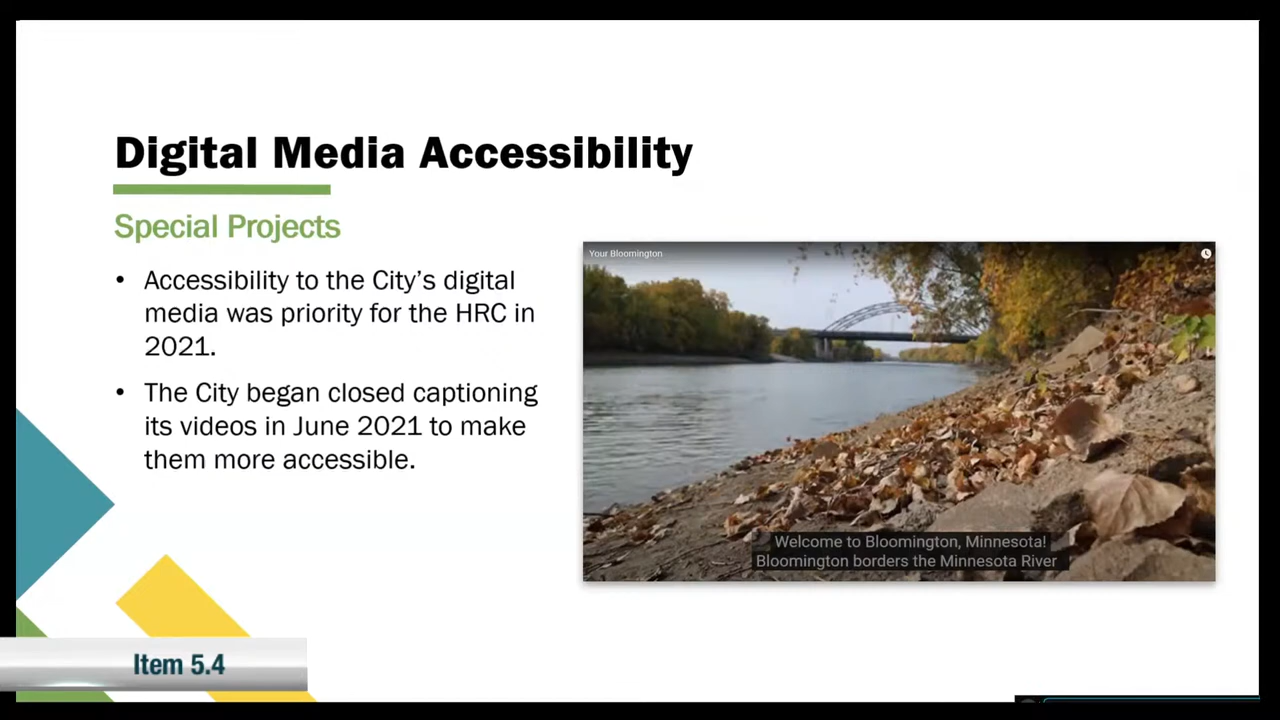 Digital Media Accessibility
Special Projects
• Accessibility to the City’s digital
media was priority for the HRC in
2021.
• The City began closed captioning
its videos in June 2021 to make
them more accessible.
Your Bloomington
Welcome to Bloomington, Minnesota!
Bloomington borders the Minnesota River
Item 5.4